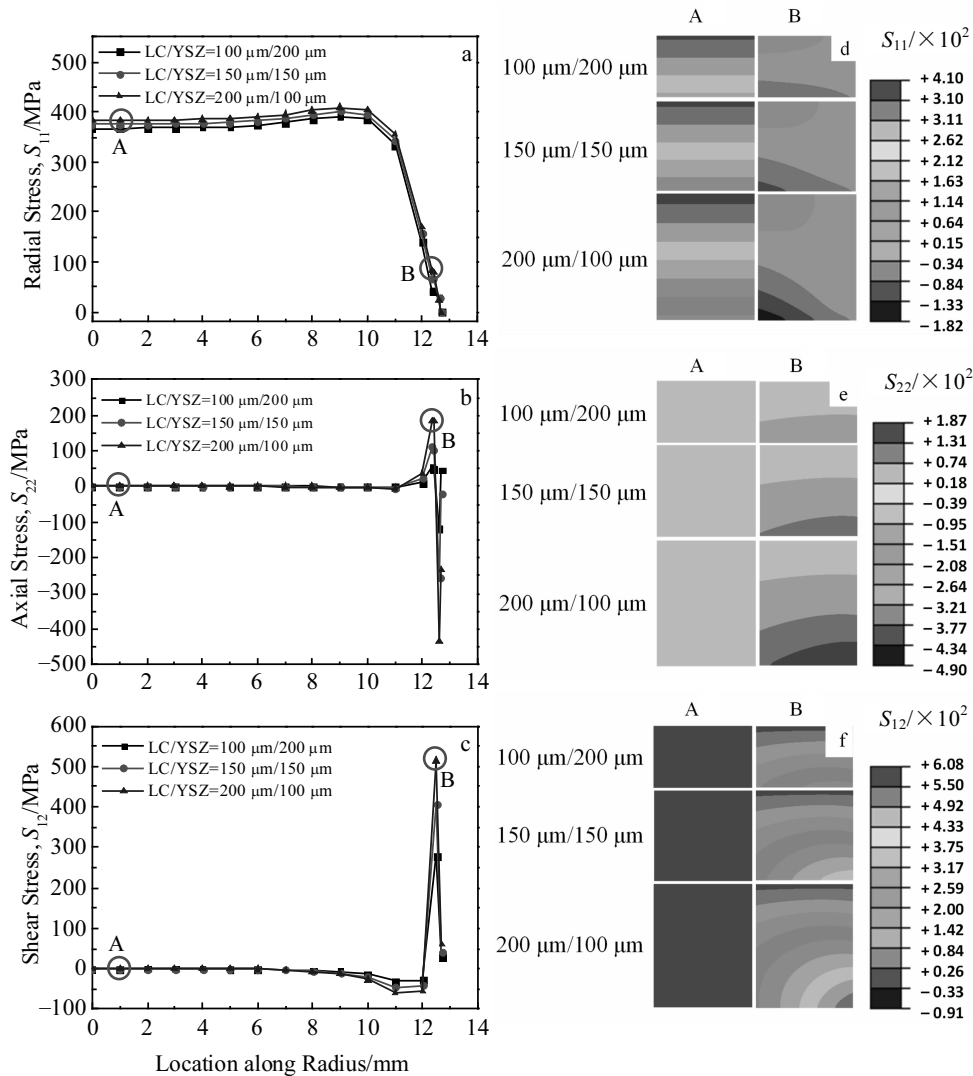 a
Radial Stress, S11/MPa
500
400
300
200
100
0
LC/YSZ=100 μm/200 μm
LC/YSZ=150 μm/150 μm
LC/YSZ=200 μm/100 μm
A
B
0 2 4 6 8 10 12 14
b
Axial Stress, S22/MPa
300
200
100
0
−100
−200
−300
−400
−500
LC/YSZ=100 μm/200 μm
LC/YSZ=150 μm/150 μm
LC/YSZ=200 μm/100 μm
A
B
0 2 4 6 8 10 12 14
c
Shear Stress, S12/MPa
600
500
400
300
200
100
0
−100
LC/YSZ=100 μm/200 μm
LC/YSZ=150 μm/150 μm
LC/YSZ=200 μm/100 μm
A
B
0 2 4 6 8 10 12 14
Location along Radius/mm
A B
d
100 μm/200 μm
150 μm/150 μm
200 μm/100 μm
S11/×10²
+ 4.10
+ 3.10
+ 3.11
+ 2.62
+ 2.12
+ 1.63
+ 1.14
+ 0.64
+ 0.15
− 0.34
− 0.84
− 1.33
− 1.82
A B
e
100 μm/200 μm
150 μm/150 μm
200 μm/100 μm
S22/×10²
+ 1.87
+ 1.31
+ 0.74
+ 0.18
− 0.39
− 0.95
− 1.51
− 2.08
− 2.64
− 3.21
− 3.77
− 4.34
− 4.90
A B
f
100 μm/200 μm
150 μm/150 μm
200 μm/100 μm
S12/×10²
+ 6.08
+ 5.50
+ 4.92
+ 4.33
+ 3.75
+ 3.17
+ 2.59
+ 2.00
+ 1.42
+ 0.84
+ 0.26
− 0.33
− 0.91